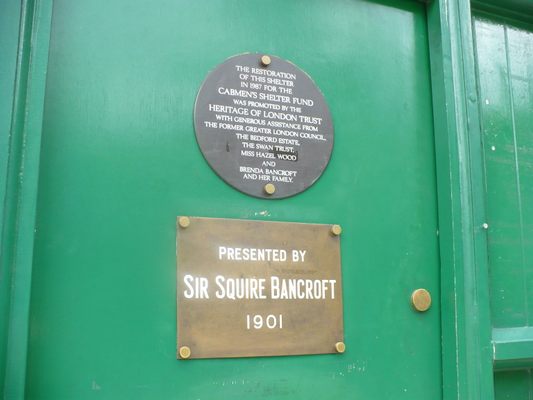 THE RESTORATION
OF THIS SHELTER
IN 1987 FOR THE
CABMEN'S SHELTER FUND
WAS PROMOTED BY THE
HERITAGE OF LONDON TRUST
WITH GENEROUS ASSISTANCE FROM
THE FORMER GREATER LONDON COUNCIL,
THE BEDFORD ESTATE,
THE SWAN TRUST,
MISS HAZEL WOOD
AND
BRENDA BANCROFT
AND HER FAMILY.
PRESENTED BY
SIR SQUIRE BANCROFT
1901